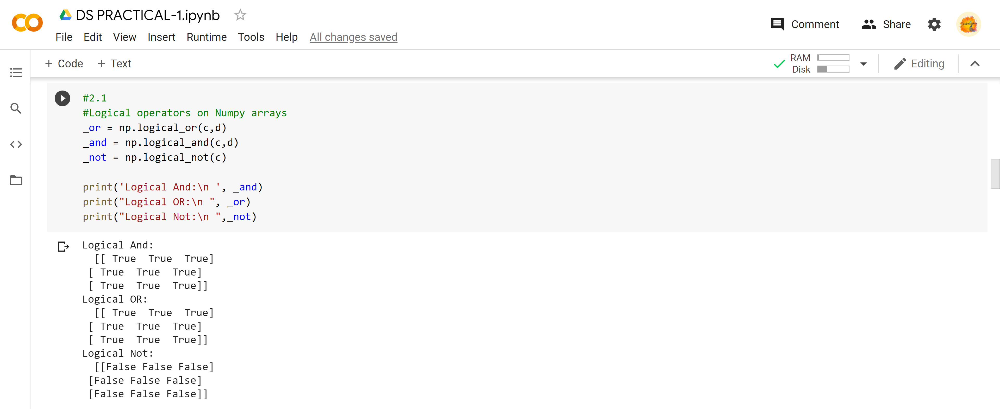 DS PRACTICAL-1.ipynb
File Edit View Insert Runtime Tools Help All changes saved
Comment Share
+ Code + Text
RAM
Disk
Editing
#2.1
#Logical operators on Numpy arrays
_or = np.logical_or(c,d)
_and = np.logical_and(c,d)
_not = np.logical_not(c)
print('Logical And:\n ', _and)
print("Logical OR:\n ", _or)
print("Logical Not:\n ",_not)
Logical And:
  [[ True  True  True]
 [ True  True  True]
 [ True  True  True]]
Logical OR:
  [[ True  True  True]
 [ True  True  True]
 [ True  True  True]]
Logical Not:
  [[False False False]
 [False False False]
 [False False False]]